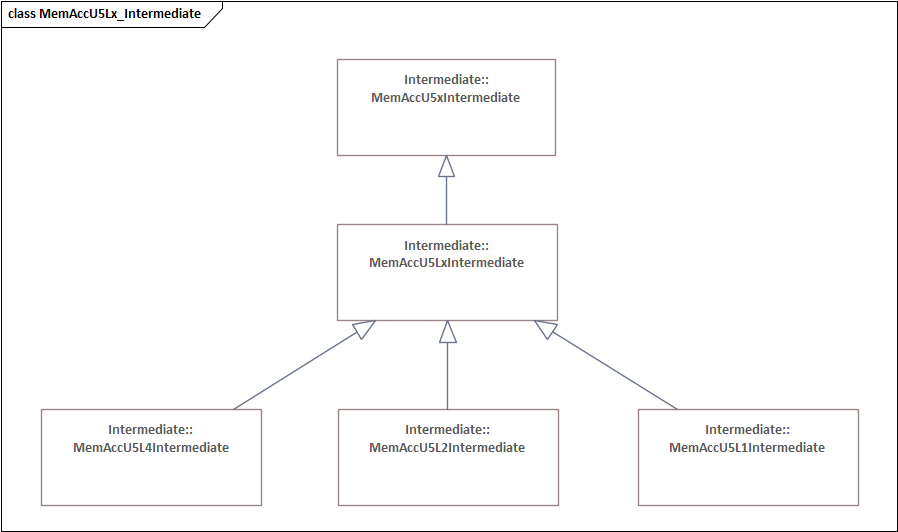 class MemAccU5Lx_Intermediate
Intermediate::
MemAccU5xIntermediate
Intermediate::
MemAccU5LxIntermediate
Intermediate::
MemAccU5L4Intermediate
Intermediate::
MemAccU5L2Intermediate
Intermediate::
MemAccU5L1Intermediate